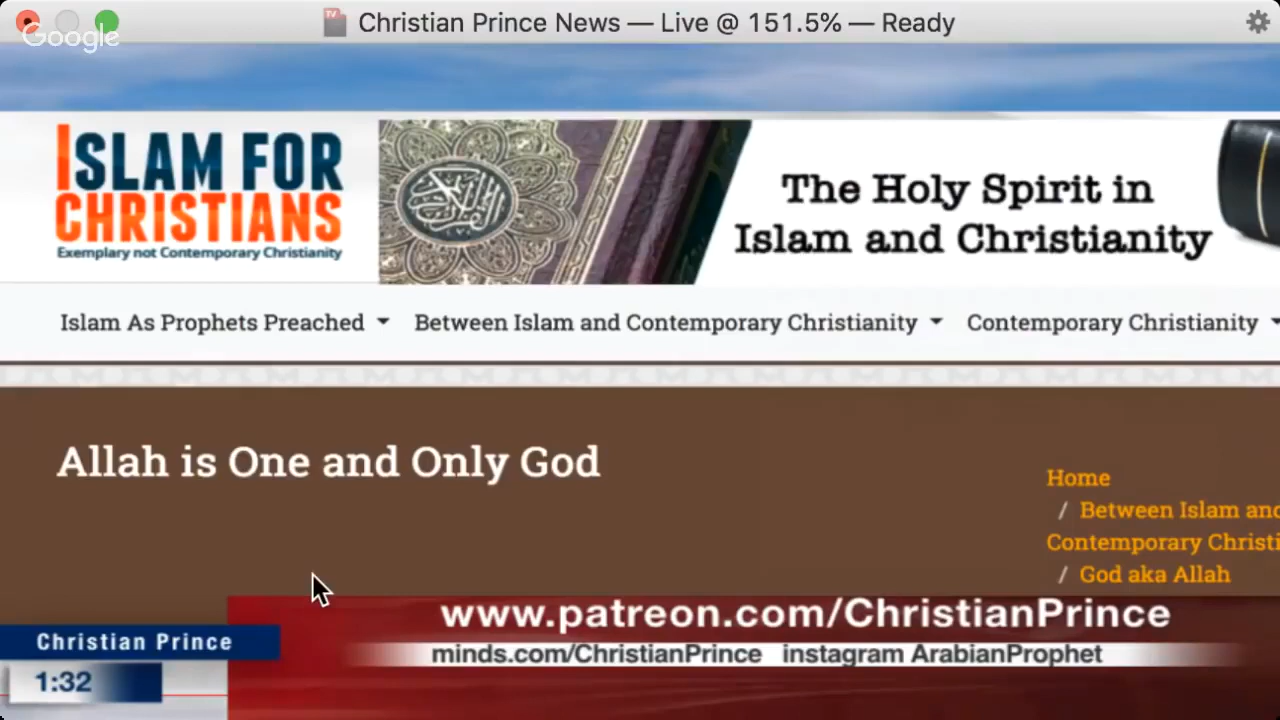 Christian Prince News — Live @ 151.5% — Ready
Google
ISLAM FOR
CHRISTIANS
Exemplary not Contemporary Christianity
The Holy Spirit in
Islam and Christianity
Islam As Prophets Preached
Between Islam and Contemporary Christianity
Contemporary Christianity
Allah is One and Only God
Home
/ Between Islam and
Contemporary Christi
/ God aka Allah
www.patreon.com/ChristianPrince
Christian Prince
minds.com/ChristianPrince instagram ArabianProphet
1:32